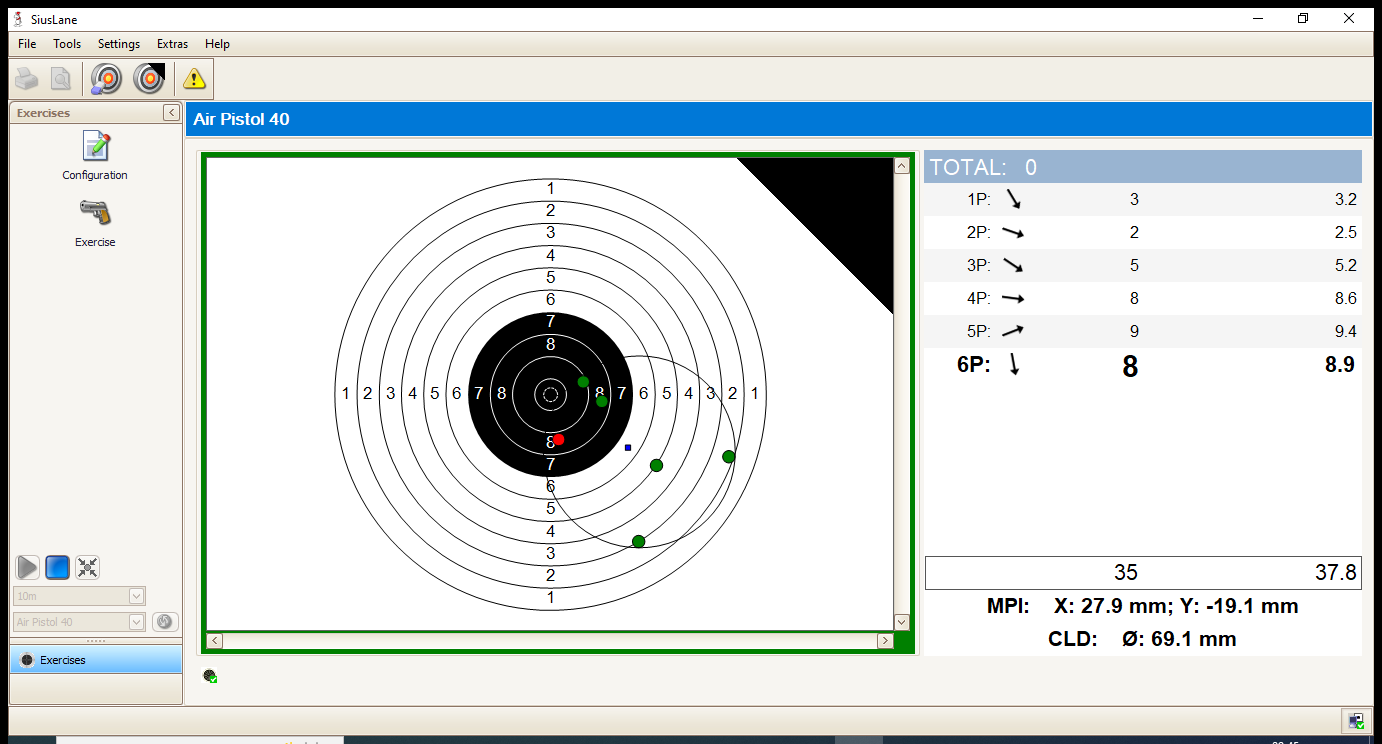 SiusLane
File Tools Settings Extras Help
Exercises
Configuration
Exercise
10m
Air Pistol 40
Exercises
Air Pistol 40
1
2
3
4
5
6
7
8
1 2 3 4 5 6 7 8 8 7 6 5 4 3 2 1
8
7
6
5
4
3
2
1
TOTAL: 0
1P: 3 3.2
2P: 2 2.5
3P: 5 5.2
4P: 8 8.6
5P: 9 9.4
6P: 8 8.9
35 37.8
MPI: X: 27.9 mm; Y: -19.1 mm
CLD: Ø: 69.1 mm